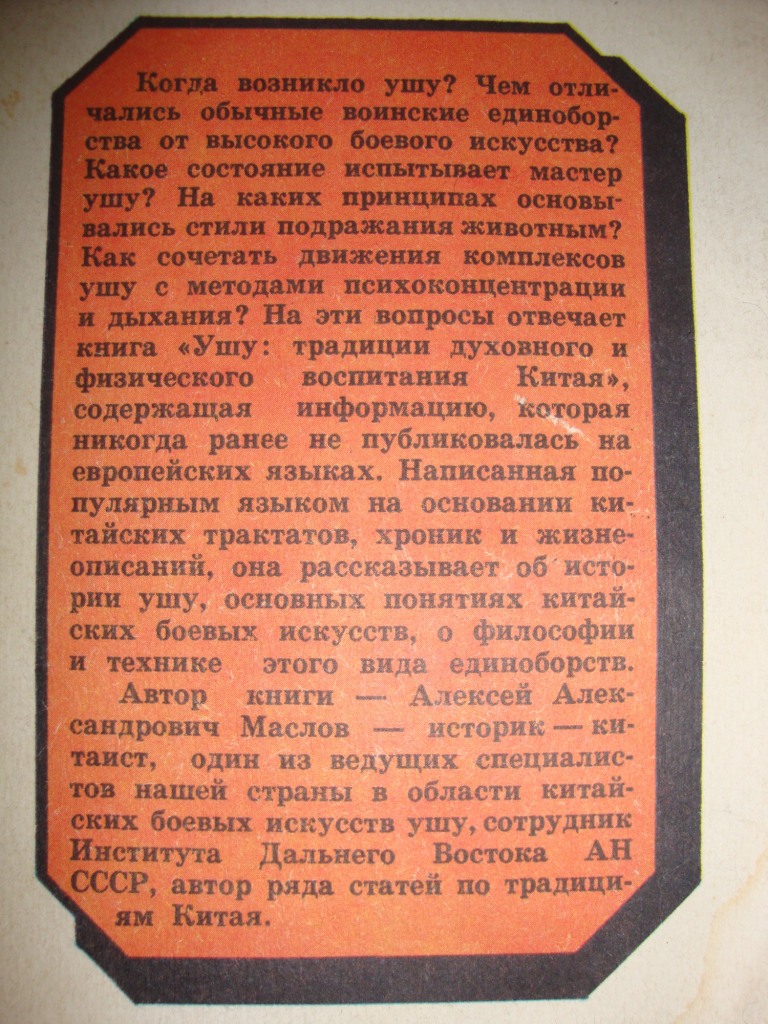 Когда возникло ушу? Чем отли-
чались обычные воинские единобор-
ства от высокого боевого искусства?
Какое состояние испытывает мастер
ушу? На каких принципах основы-
вались стили подражания животным?
Как сочетать движения комплексов
ушу с методами психоконцентрации
и дыхания? На эти вопросы отвечает
книга «Ушу: традиции духовного и
физического воспитания Китая»,
содержащая информацию, которая
никогда ранее не публиковалась на
европейских языках. Написанная по-
пулярным языком на основании ки-
тайских трактатов, хроник и жизне-
описаний, она рассказывает об исто-
рии ушу, основных понятиях китай-
ских боевых искусств, о философии
и технике этого вида единоборств.
Автор книги — Алексей Алек-
сандрович Маслов — историк — ки-
таист, один из ведущих специалис-
тов нашей страны в области китай-
ских боевых искусств ушу, сотрудник
Института Дальнего Востока АН
СССР, автор ряда статей по традици-
ям Китая.